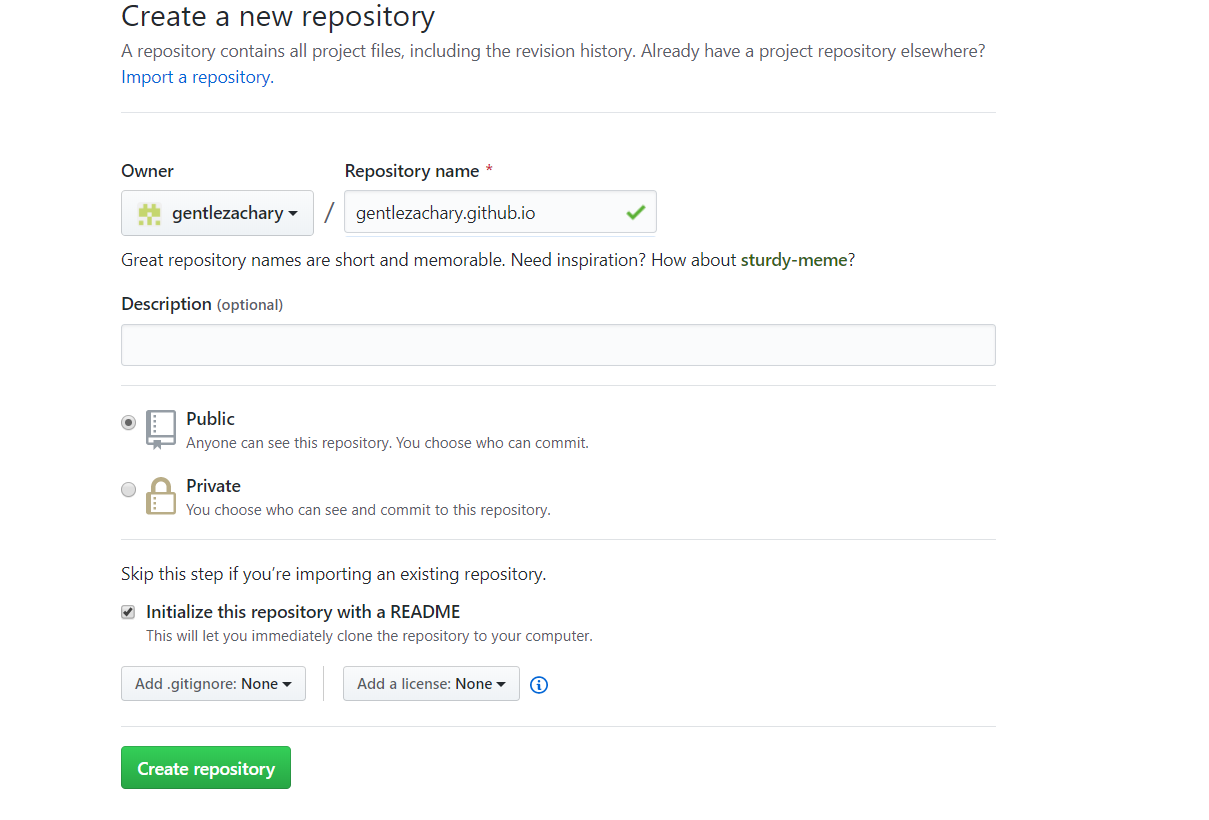 Create a new repository
A repository contains all project files, including the revision history. Already have a project repository elsewhere?
Import a repository.
Owner
Repository name *
gentlezachary / gentlezachary.github.io
Great repository names are short and memorable. Need inspiration? How about sturdy-meme?
Description (optional)
Public
Anyone can see this repository. You choose who can commit.
Private
You choose who can see and commit to this repository.
Skip this step if you’re importing an existing repository.
Initialize this repository with a README
This will let you immediately clone the repository to your computer.
Add .gitignore: None
Add a license: None
Create repository